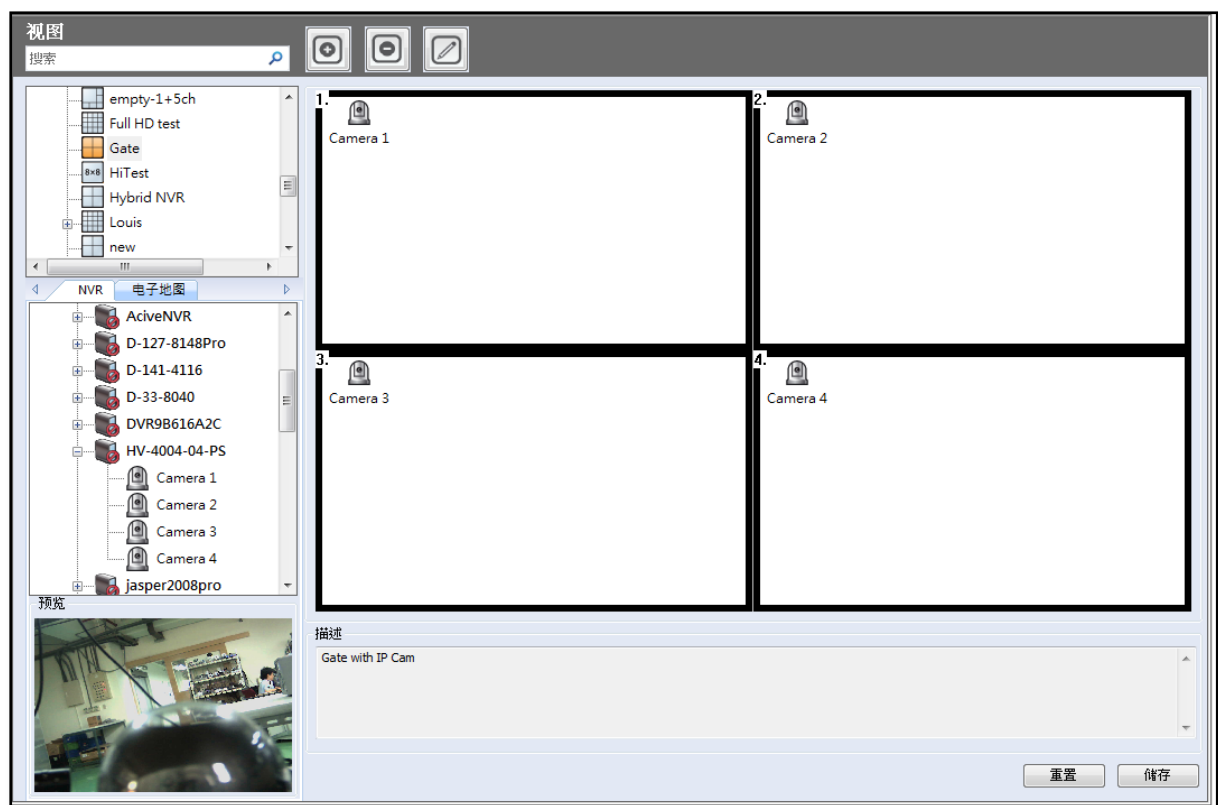 视图
搜索
empty-1+5ch
Full HD test
Gate
8×8 HiTest
Hybrid NVR
Louis
new
NVR 电子地图
AciveNVR
D-127-8148Pro
D-141-4116
D-33-8040
DVR9B616A2C
HV-4004-04-PS
Camera 1
Camera 2
Camera 3
Camera 4
jasper2008pro
预览
1.
Camera 1
2.
Camera 2
3.
Camera 3
4.
Camera 4
描述
Gate with IP Cam
重置 储存